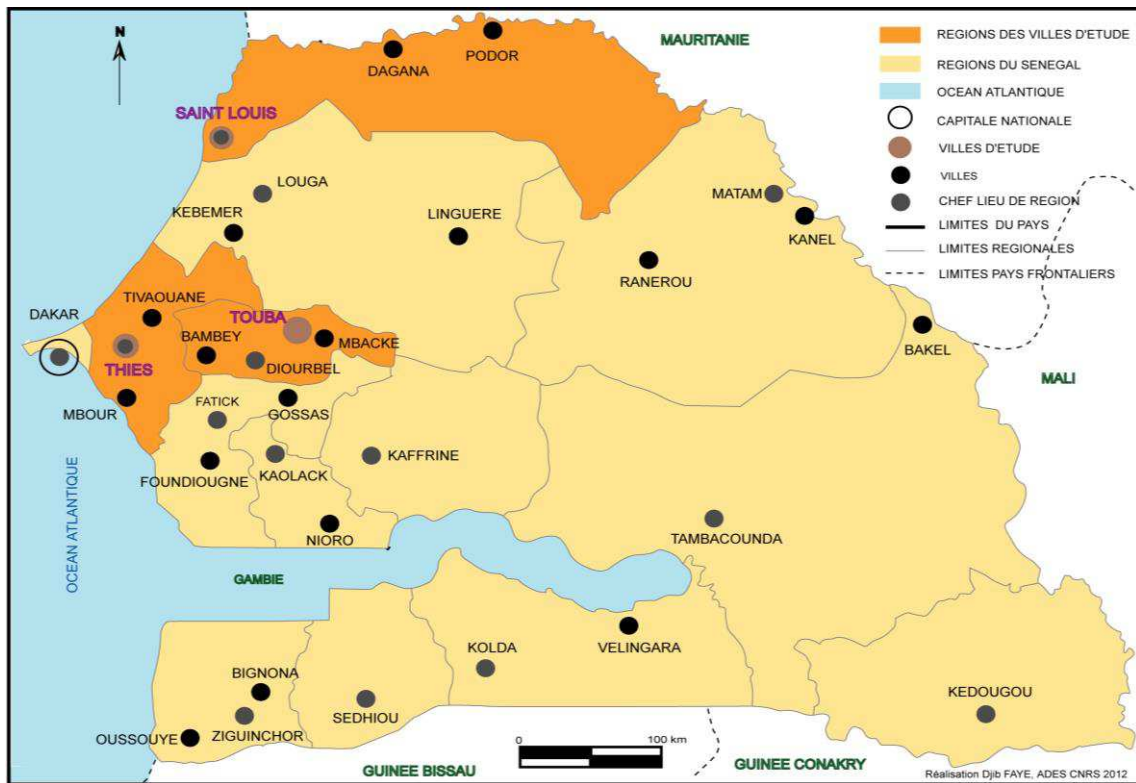 N
MAURITANIE
PODOR
DAGANA
SAINT LOUIS
LOUGA
KEBEMER
LINGUERE
MATAM
KANEL
RANEROU
TIVAOUANE
DAKAR
TOUBA
BAMBEY
MBACKE
BAKEL
THIES
DIOURBEL
MALI
MBOUR
FATICK
GOSSAS
KAFFRINE
FOUNDIOUGNE
KAOLACK
OCEAN ATLANTIQUE
NIORO
TAMBACOUNDA
GAMBIE
KOLDA
VELINGARA
BIGNONA
KEDOUGOU
SEDHIOU
ZIGUINCHOR
OUSSOUYE
0 100 km
GUINEE BISSAU
GUINEE CONAKRY
REGIONS DES VILLES D'ETUDE
REGIONS DU SENEGAL
OCEAN ATLANTIQUE
CAPITALE NATIONALE
VILLES D'ETUDE
VILLES
CHEF LIEU DE REGION
LIMITES DU PAYS
LIMITES REGIONALES
LIMITES PAYS FRONTALIERS
Réalisation Djib FAYE, ADES CNRS 2012